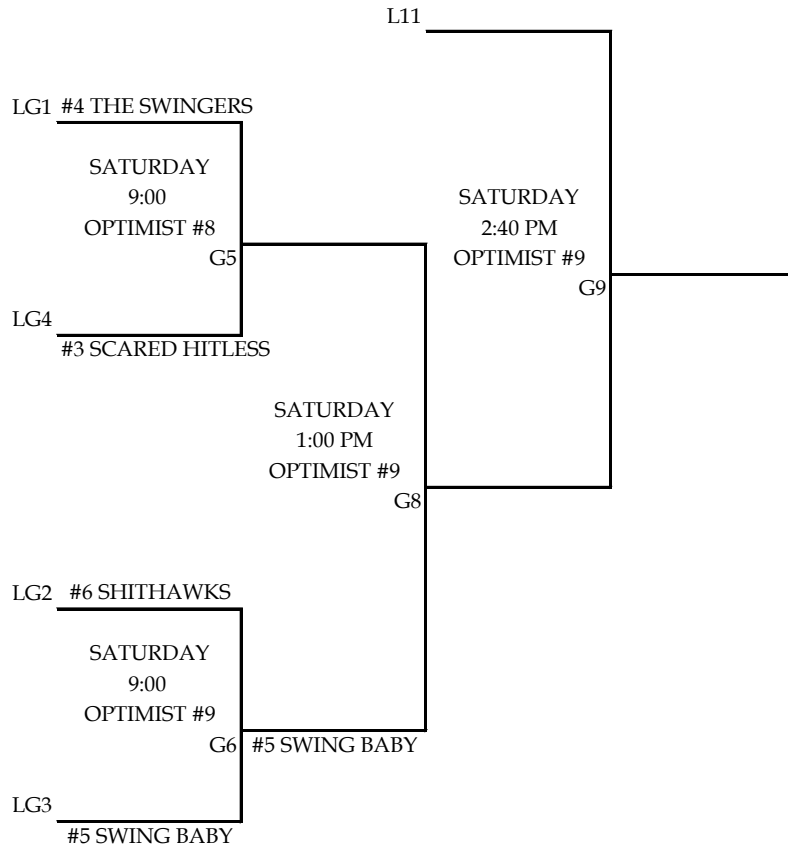 L11
LG1 #4 THE SWINGERS
SATURDAY
9:00
OPTIMIST #8
G5
LG4
#3 SCARED HITLESS
SATURDAY
2:40 PM
OPTIMIST #9
G9
SATURDAY
1:00 PM
OPTIMIST #9
G8
LG2 #6 SHITHAWKS
SATURDAY
9:00
OPTIMIST #9
G6 #5 SWING BABY
LG3
#5 SWING BABY